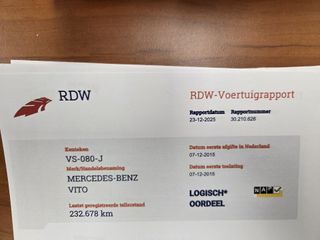 RDW
RDW-Voertuigrapport
Rapportdatum Rapportnummer
23-12-2025 30.210.626
Kenteken
VS-080-J
Merk/Handelsbenaming
MERCEDES-BENZ
VITO
Laatst geregistreerde tellerstand
232.678 km
Datum eerste afgifte in Nederland
07-12-2015
Datum eerste toelating
07-12-2015
LOGISCH*
OORDEEL
NAP